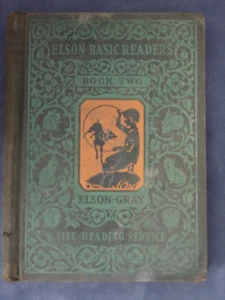 ELSON BASIC READERS
BOOK TWO
ELSON-GRAY
LIFE-READING SERVICE